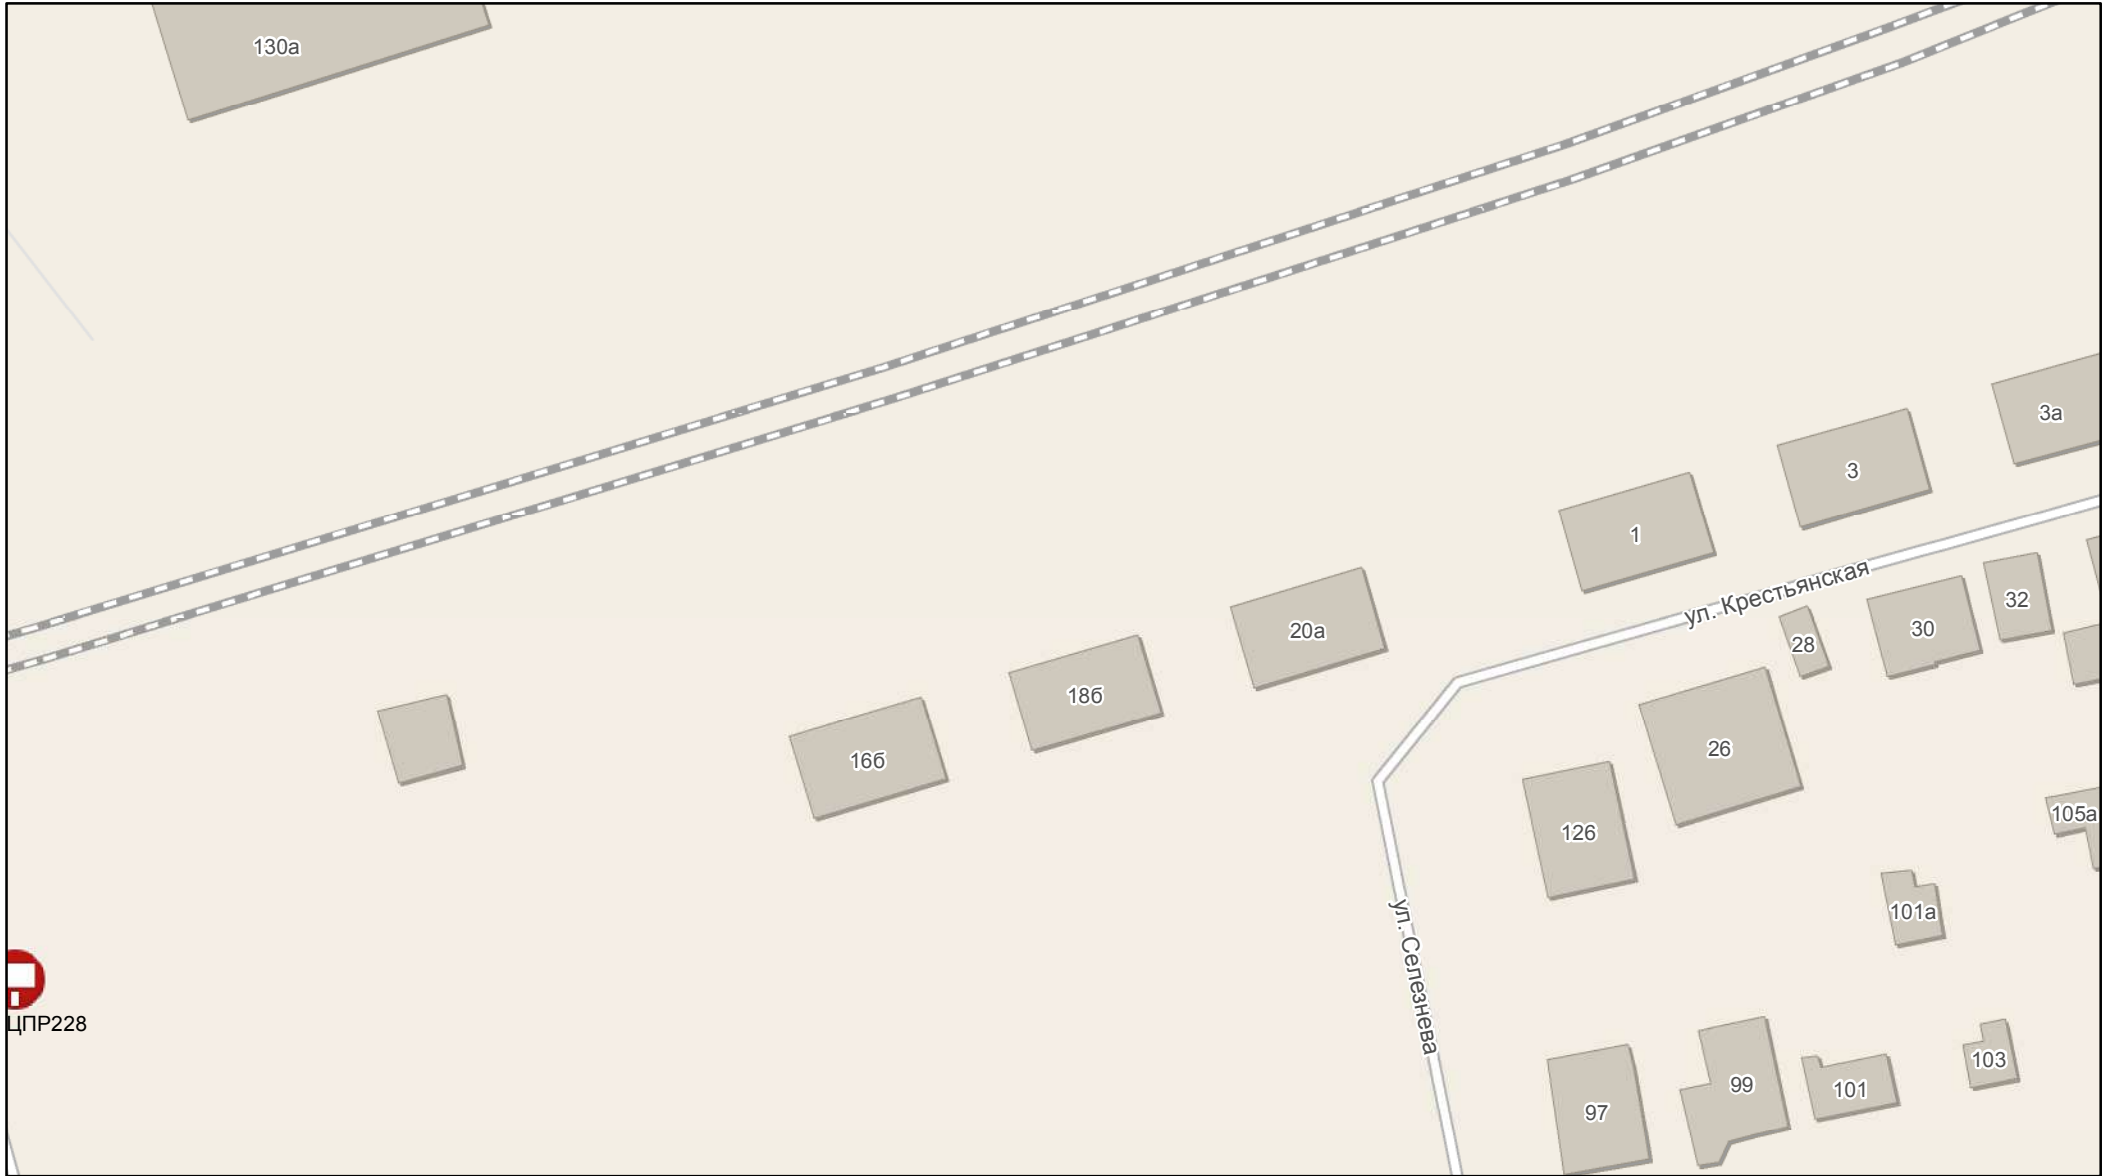 130а
3а
3
1
ул. Крестьянская
32
30
28
20а
18б
16б
26
126
105а
101а
ул. Селезнева
ЦПР228
103
99
101
97